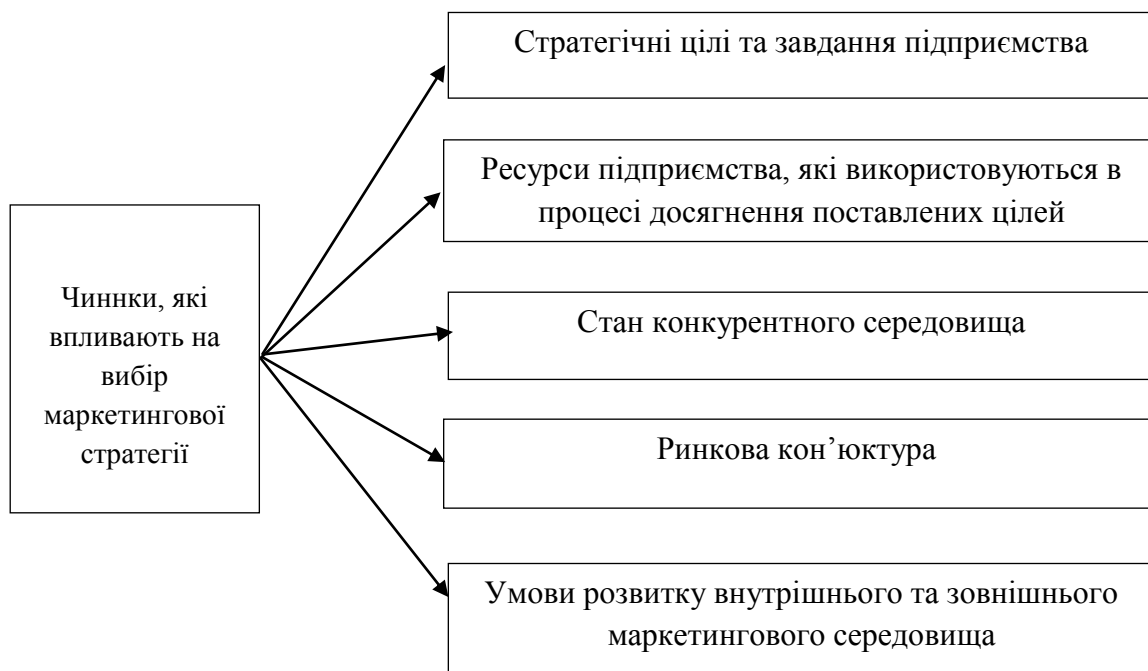 Стратегічні цілі та завдання підприємства
Ресурси підприємства, які використовуються в
процесі досягнення поставлених цілей
Чиннки, які
впливають на
вибір
маркетингової
стратегії
Стан конкурентного середовища
Ринкова кон’юктура
Умови розвитку внутрішнього та зовнішнього
маркетингового середовища